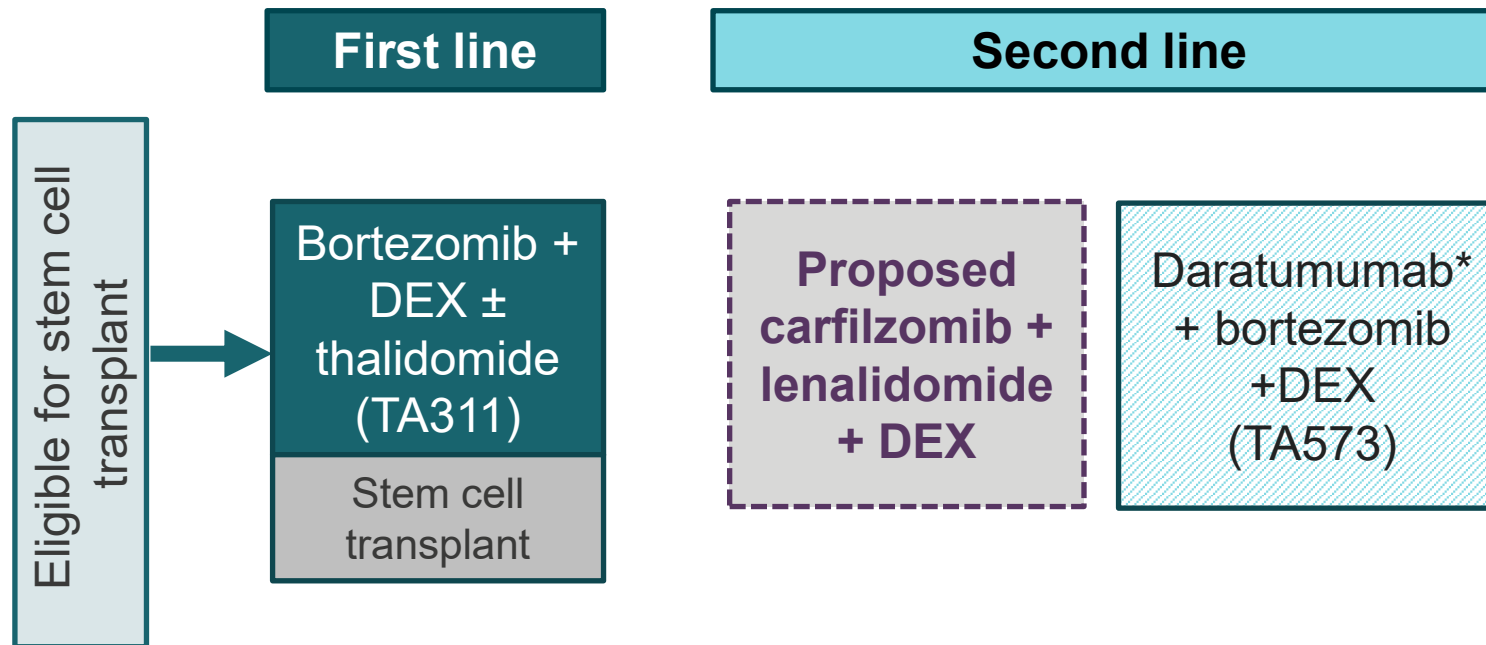 First line
Second line
Eligible for stem cell
transplant
Bortezomib +
DEX ±
thalidomide
(TA311)
Stem cell
transplant
Proposed
carfilzomib +
lenalidomide
+ DEX
Daratumumab*
+ bortezomib
+DEX
(TA573)